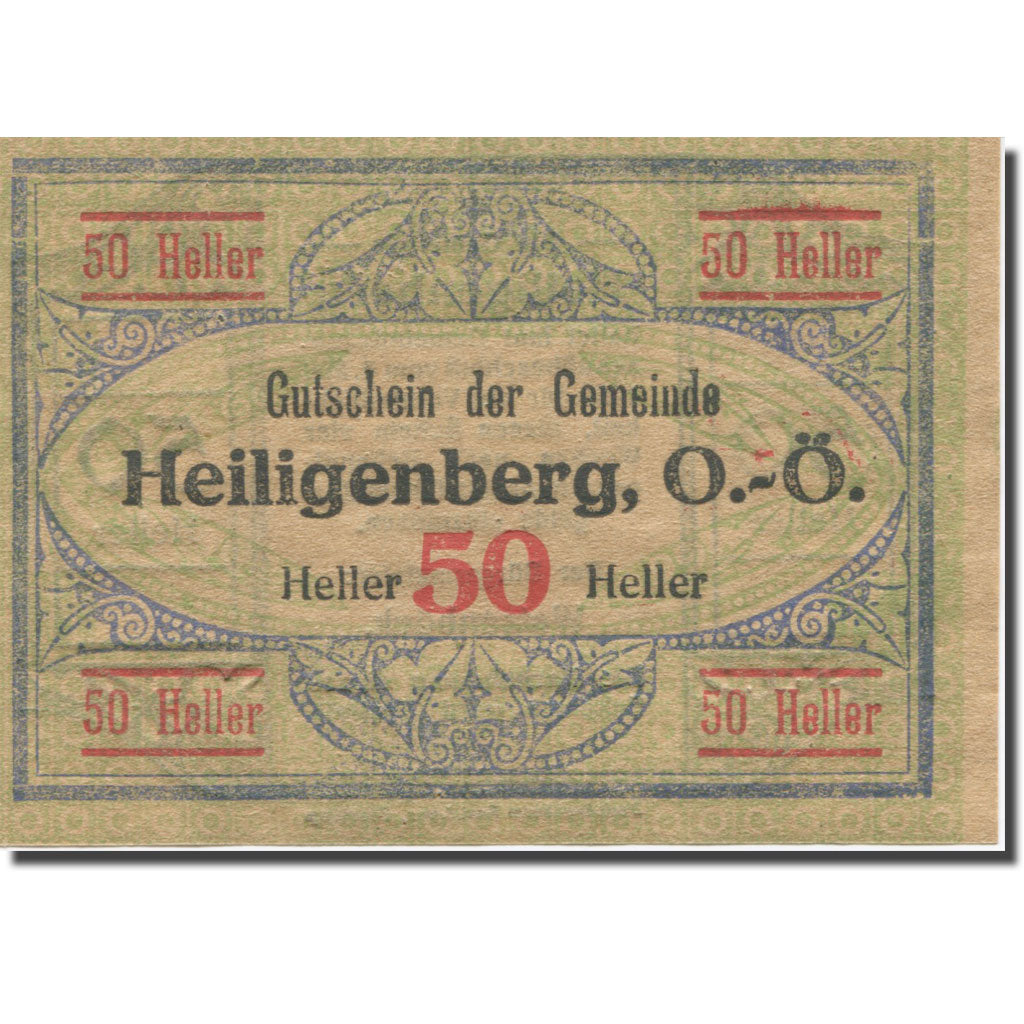 50 Heller 50 Heller
Gutschein der Gemeinde
Heiligenberg, O.-Ö.
Heller 50 Heller
50 Heller 50 Heller